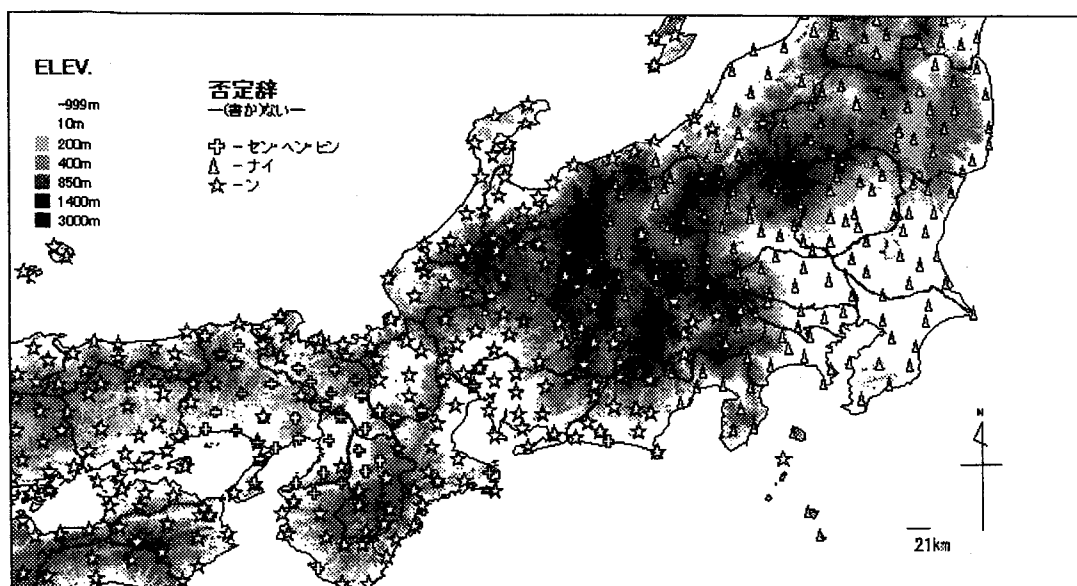 ELEV.
-999m
10m
200m
400m
850m
1400m
3000m
否定辞
―(書か)ない―
-セン・ヘン・ヒン
-ナイ
-ン
N
21km